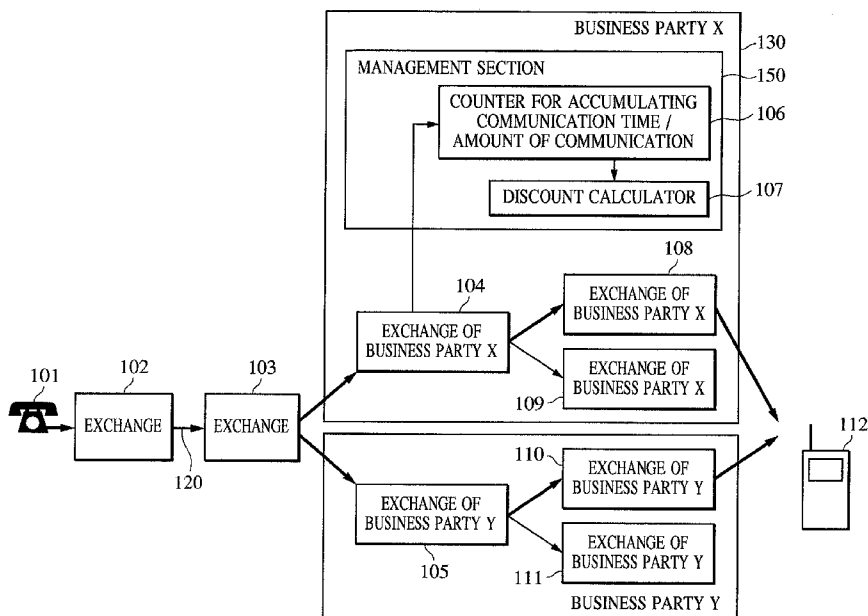 BUSINESS PARTY X
130
MANAGEMENT SECTION
150
COUNTER FOR ACCUMULATING
COMMUNICATION TIME /
AMOUNT OF COMMUNICATION
106
DISCOUNT CALCULATOR
107
108
104
EXCHANGE OF
BUSINESS PARTY X
EXCHANGE OF
BUSINESS PARTY X
101
102
103
EXCHANGE OF
BUSINESS PARTY X
109
EXCHANGE
EXCHANGE
120
112
110
EXCHANGE OF
BUSINESS PARTY Y
EXCHANGE OF
BUSINESS PARTY Y
105
EXCHANGE OF
BUSINESS PARTY Y
111
BUSINESS PARTY Y